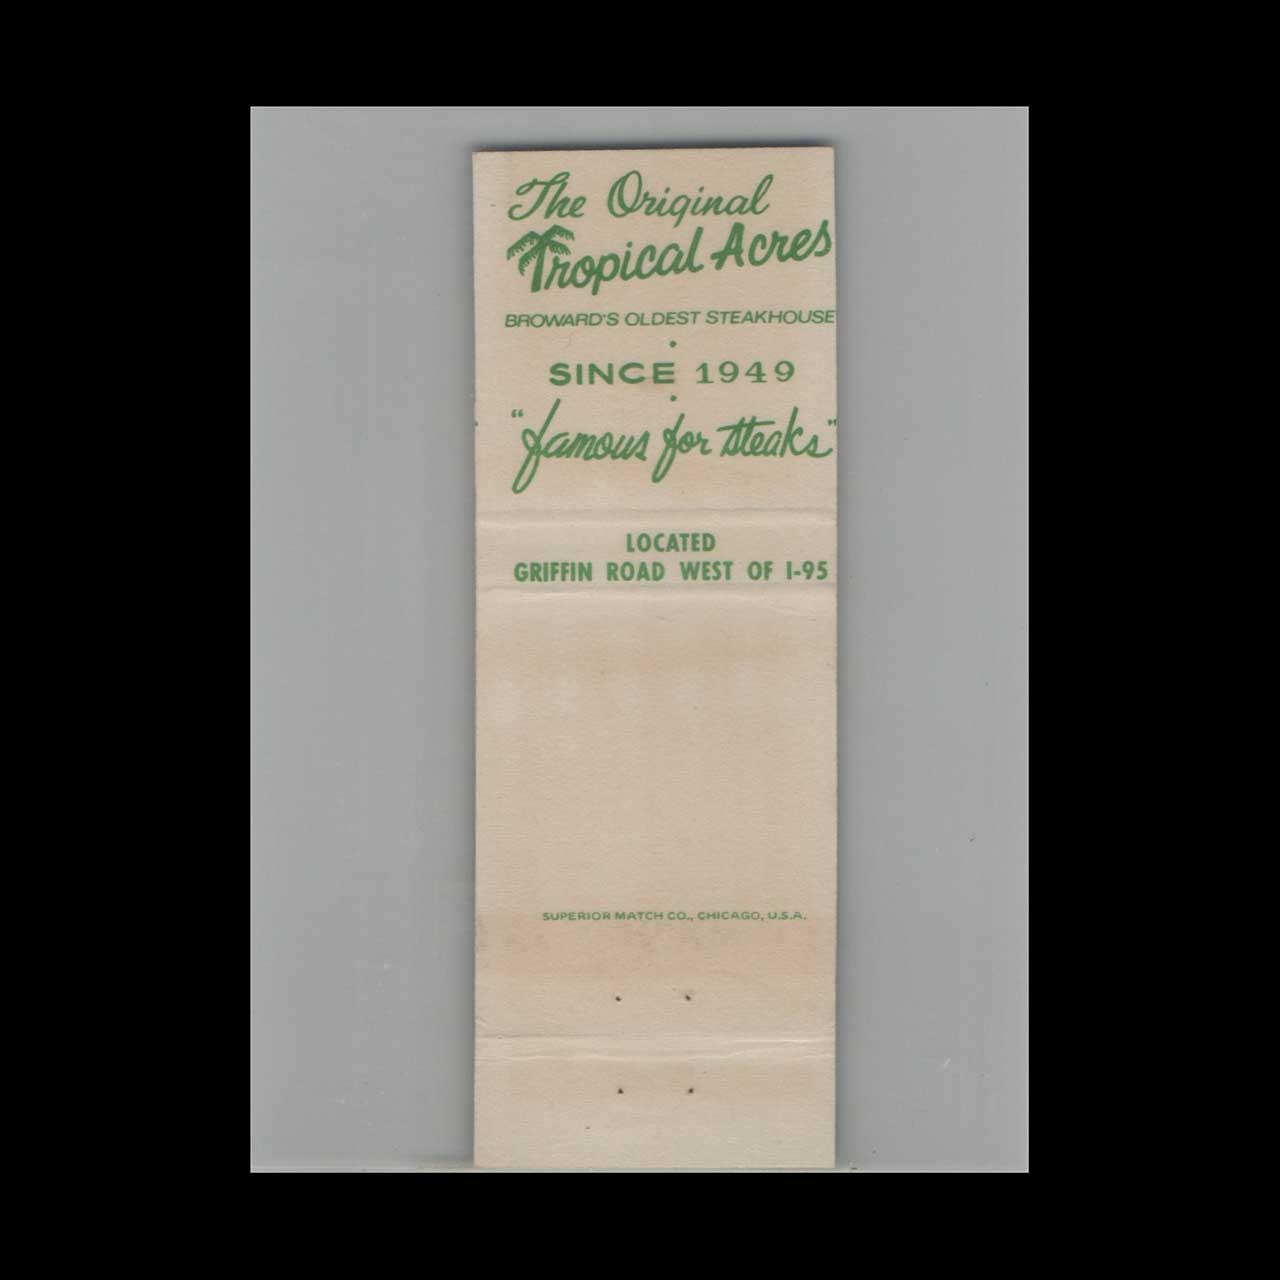 The Original
Tropical Acres
BROWARD'S OLDEST STEAKHOUSE
SINCE 1949
"famous for steaks"
LOCATED
GRIFFIN ROAD WEST OF I-95
SUPERIOR MATCH CO., CHICAGO, U.S.A.